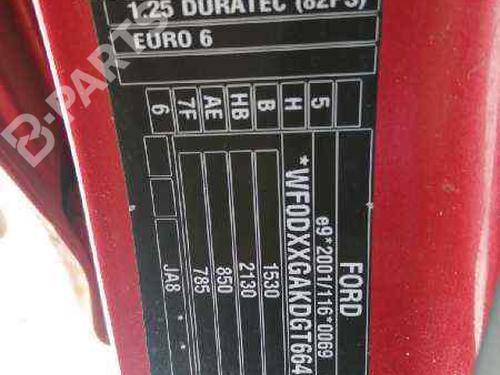 1.25 DURATEC (82PS)
EURO 6
FORD
e9*2001/116*0069
*WF0DXXGAKDGT664
1530
2130
850
785
JA8
5
H
B
HB
AE
7F
6
B-PARTS